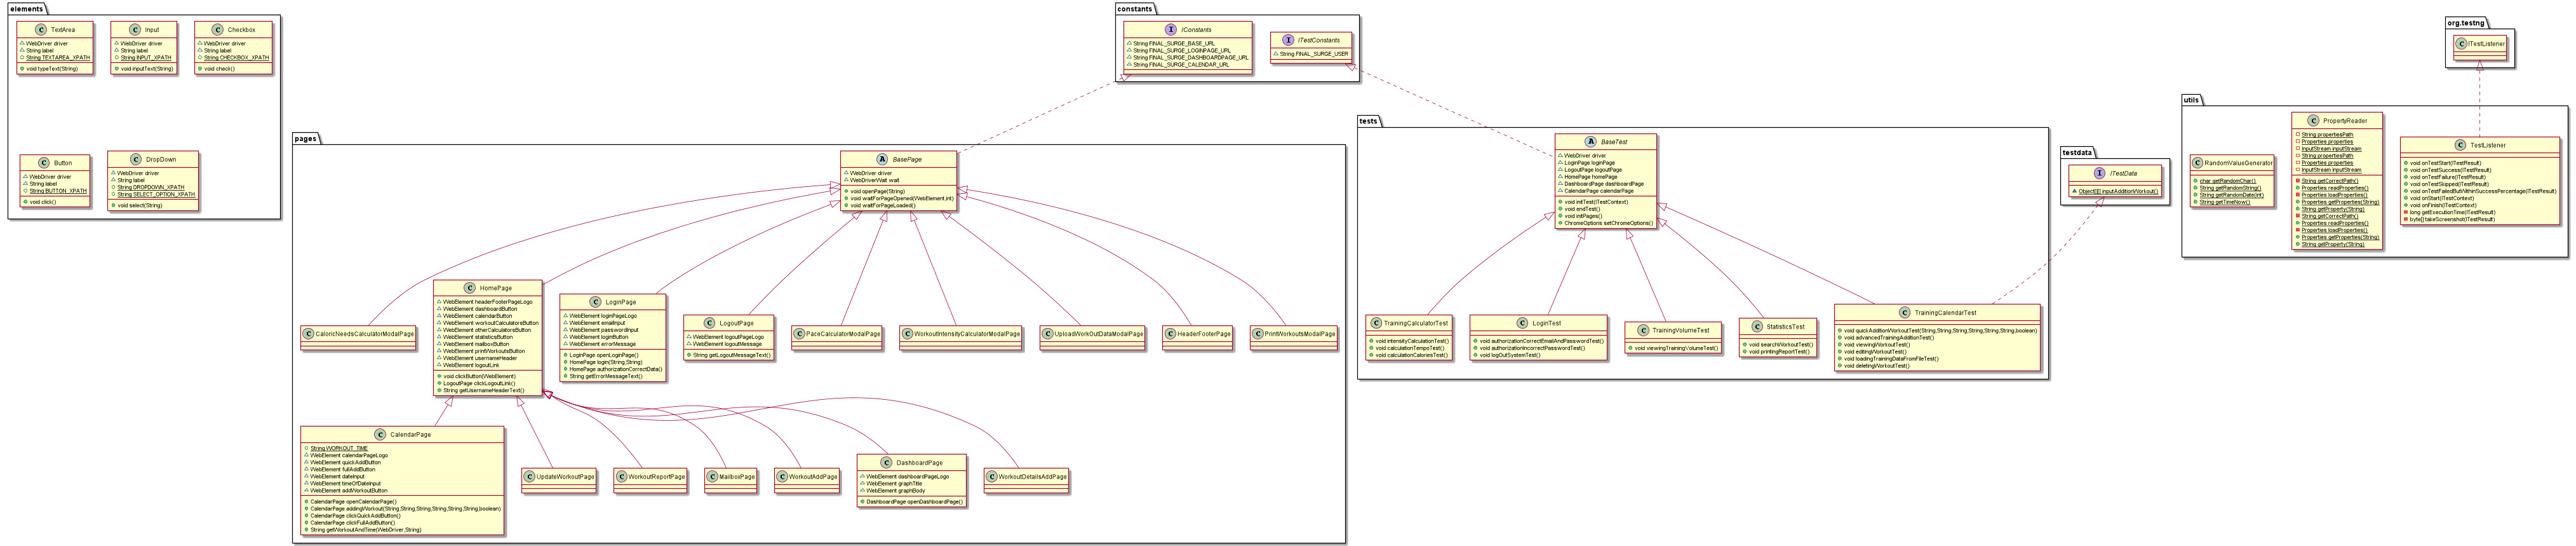 elements
TextArea
WebDriver driver
String label
String TEXTAREA_XPATH
void typeText(String)
Input
WebDriver driver
String label
String INPUT_XPATH
void inputText(String)
Checkbox
WebDriver driver
String label
String CHECKBOX_XPATH
void check()
Button
WebDriver driver
String label
String BUTTON_XPATH
void click()
DropDown
WebDriver driver
String label
String DROPDOWN_XPATH
String SELECT_OPTION_XPATH
void select(String)
constants
IConstants
String FINAL_SURGE_BASE_URL
String FINAL_SURGE_LOGINPAGE_URL
String FINAL_SURGE_DASHBOARDPAGE_URL
String FINAL_SURGE_CALENDAR_URL
ITestConstants
String FINAL_SURGE_USER
pages
BasePage
WebDriver driver
WebDriverWait wait
void openPage(String)
void waitForPageOpened(WebElement,int)
void waitForPageLoaded()
CaloricNeedsCalculatorModalPage
HomePage
WebElement headerFooterPageLogo
WebElement dashboardButton
WebElement calendarButton
WebElement workoutCalculatorsButton
WebElement otherCalculatorsButton
WebElement statisticsButton
WebElement mailboxButton
WebElement printWorkoutsButton
WebElement usernameHeader
WebElement logoutLink
void clickButton(WebElement)
LogoutPage clickLogoutLink()
String getUsernameHeaderText()
LoginPage
WebElement loginPageLogo
WebElement emailInput
WebElement passwordInput
WebElement loginButton
WebElement errorMessage
LoginPage openLoginPage()
HomePage login(String,String)
HomePage authorizationCorrectData()
String getErrorMessageText()
LogoutPage
WebElement logoutPageLogo
WebElement logoutMessage
String getLogoutMessageText()
PaceCalculatorModalPage
WorkoutIntensityCalculatorModalPage
UploadWorkOutDataModalPage
HeaderFooterPage
PrintWorkoutsModalPage
CalendarPage
String WORKOUT_TIME
WebElement calendarPageLogo
WebElement quickAddButton
WebElement fullAddButton
WebElement dateInput
WebElement timeOfDateInput
WebElement addWorkoutButton
CalendarPage openCalendarPage()
CalendarPage addingWorkout(String,String,String,String,String,String,boolean)
CalendarPage clickQuickAddButton()
CalendarPage clickFullAddButton()
String getWorkoutAndTime(WebDriver,String)
UpdateWorkoutPage
WorkoutReportPage
MailboxPage
WorkoutAddPage
DashboardPage
WebElement dashboardPageLogo
WebElement graphTitle
WebElement graphBody
DashboardPage openDashboardPage()
WorkoutDetailsAddPage
tests
BaseTest
WebDriver driver
LoginPage loginPage
LogoutPage logoutPage
HomePage homePage
DashboardPage dashboardPage
CalendarPage calendarPage
void initTest(ITestContext)
void endTest()
void initPages()
ChromeOptions setChromeOptions()
TrainingCalculatorTest
void intensityCalculationTest()
void calculationTempoTest()
void calculationCaloriesTest()
LoginTest
void authorizationCorrectEmailAndPasswordTest()
void authorizationIncorrectPasswordTest()
void logOutSystemTest()
TrainingVolumeTest
void viewingTrainingVolumeTest()
StatisticsTest
void searchWorkoutTest()
void printingReportTest()
TrainingCalendarTest
void quickAdditionWorkoutTest(String,String,String,String,String,String,boolean)
void advancedTrainingAdditionTest()
void viewingWorkoutTest()
void editingWorkoutTest()
void loadingTrainingDataFromFileTest()
void deletingWorkoutTest()
testdata
ITestData
Object[][] inputAdditionWorkout()
org.testng
ITestListener
utils
RandomValueGenerator
char getRandomChar()
String getRandomString()
String getRandomDate(int)
String getTimeNow()
PropertyReader
String propertiesPath
Properties properties
InputStream inputStream
String propertiesPath
Properties properties
InputStream inputStream
String getCorrectPath()
Properties readProperties()
Properties loadProperties()
Properties getProperties(String)
String getProperty(String)
String getCorrectPath()
Properties readProperties()
Properties loadProperties()
Properties getProperties(String)
String getProperty(String)
TestListener
void onTestStart(ITestResult)
void onTestSuccess(ITestResult)
void onTestFailure(ITestResult)
void onTestSkipped(ITestResult)
void onTestFailedButWithinSuccessPercentage(ITestResult)
void onStart(ITestContext)
void onFinish(ITestContext)
long getExecutionTime(ITestResult)
byte[] takeScreenshot(ITestResult)